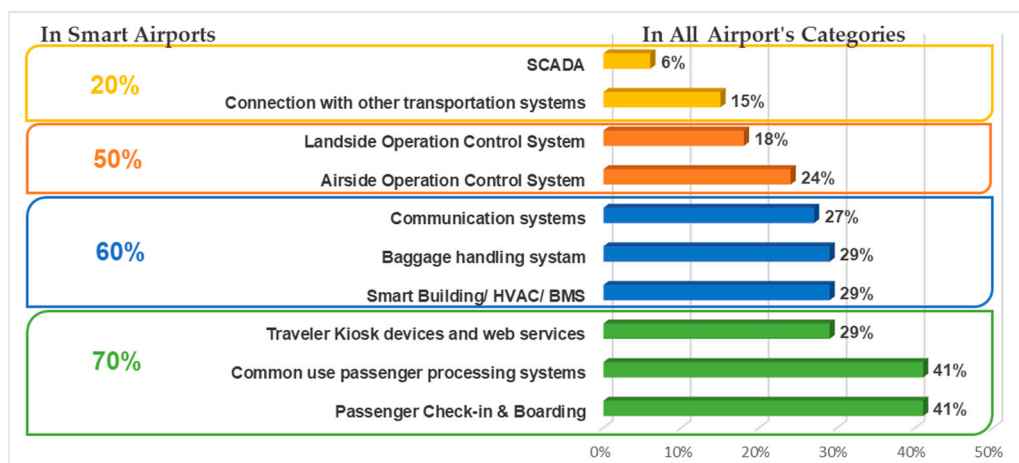 In Smart Airports
In All Airport's Categories
20%
SCADA
6%
Connection with other transportation systems
15%
50%
Landside Operation Control System
18%
Airside Operation Control System
24%
60%
Communication systems
27%
Baggage handling systam
29%
Smart Building/ HVAC/ BMS
29%
70%
Traveler Kiosk devices and web services
29%
Common use passenger processing systems
41%
Passenger Check-in & Boarding
41%
0% 10% 20% 30% 40% 50%